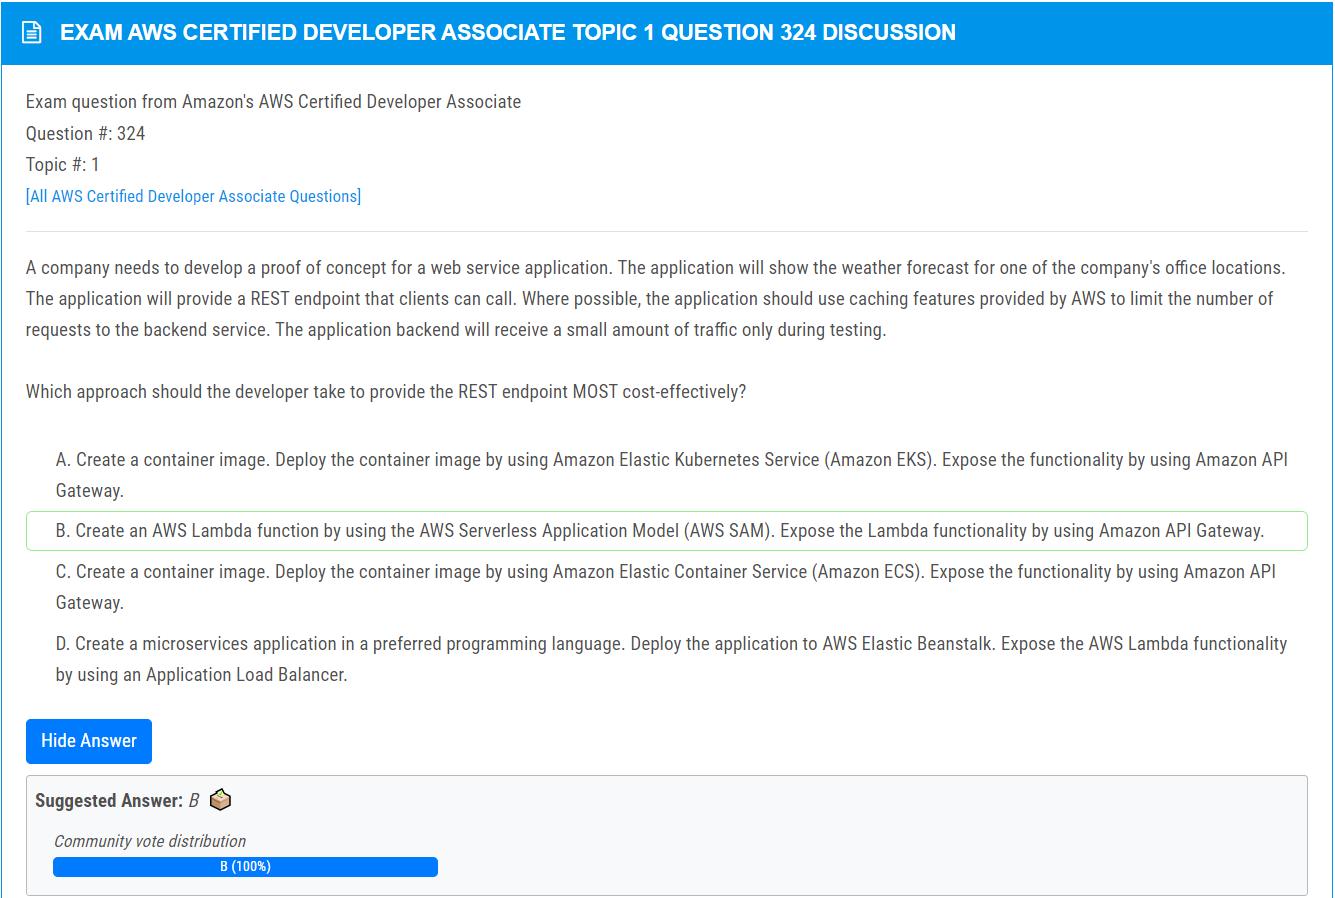 EXAM AWS CERTIFIED DEVELOPER ASSOCIATE TOPIC 1 QUESTION 324 DISCUSSION
Exam question from Amazon's AWS Certified Developer Associate
Question #: 324
Topic #: 1
[All AWS Certified Developer Associate Questions]
A company needs to develop a proof of concept for a web service application. The application will show the weather forecast for one of the company's office locations.
The application will provide a REST endpoint that clients can call. Where possible, the application should use caching features provided by AWS to limit the number of
requests to the backend service. The application backend will receive a small amount of traffic only during testing.
Which approach should the developer take to provide the REST endpoint MOST cost-effectively?
A. Create a container image. Deploy the container image by using Amazon Elastic Kubernetes Service (Amazon EKS). Expose the functionality by using Amazon API
Gateway.
B. Create an AWS Lambda function by using the AWS Serverless Application Model (AWS SAM). Expose the Lambda functionality by using Amazon API Gateway.
C. Create a container image. Deploy the container image by using Amazon Elastic Container Service (Amazon ECS). Expose the functionality by using Amazon API
Gateway.
D. Create a microservices application in a preferred programming language. Deploy the application to AWS Elastic Beanstalk. Expose the AWS Lambda functionality
by using an Application Load Balancer.
Hide Answer
Suggested Answer: B
Community vote distribution
B (100%)